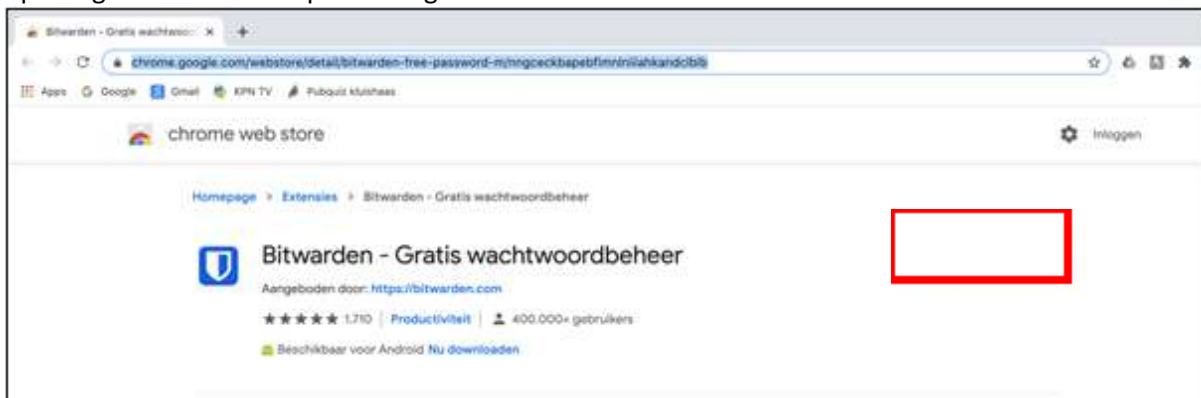 Bitwarden - Gratis wachtwoor
chrome.google.com/webstore/detail/bitwarden-free-password-m/nngceckbapebfimnlniiiahkandclblb
Apps Google Gmail KPN TV Pubquiz kluishaas
chrome web store Inloggen
Homepage > Extensies > Bitwarden - Gratis wachtwoordbeheer
Bitwarden - Gratis wachtwoordbeheer
Aangeboden door: https://bitwarden.com
1.710 | Productiviteit | 400.000+ gebruikers
Beschikbaar voor Android Nu downloaden